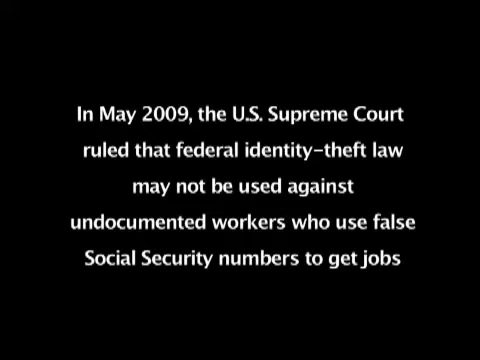 In May 2009, the U.S. Supreme Court
ruled that federal identity-theft law
may not be used against
undocumented workers who use false
Social Security numbers to get jobs